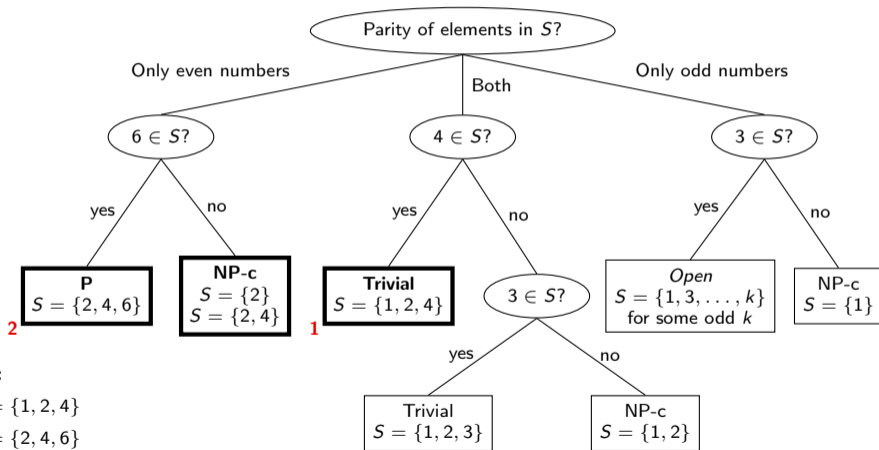 Parity of elements in S?
Only even numbers
Both
Only odd numbers
6 ∈ S?
4 ∈ S?
3 ∈ S?
yes
no
yes
no
yes
no
P
S = {2, 4, 6}
2
NP-c
S = {2}
S = {2, 4}
Trivial
S = {1, 2, 4}
1
3 ∈ S?
Open
S = {1, 3, . . . , k}
for some odd k
NP-c
S = {1}
yes
no
:
= {1, 2, 4}
= {2, 4, 6}
Trivial
S = {1, 2, 3}
NP-c
S = {1, 2}